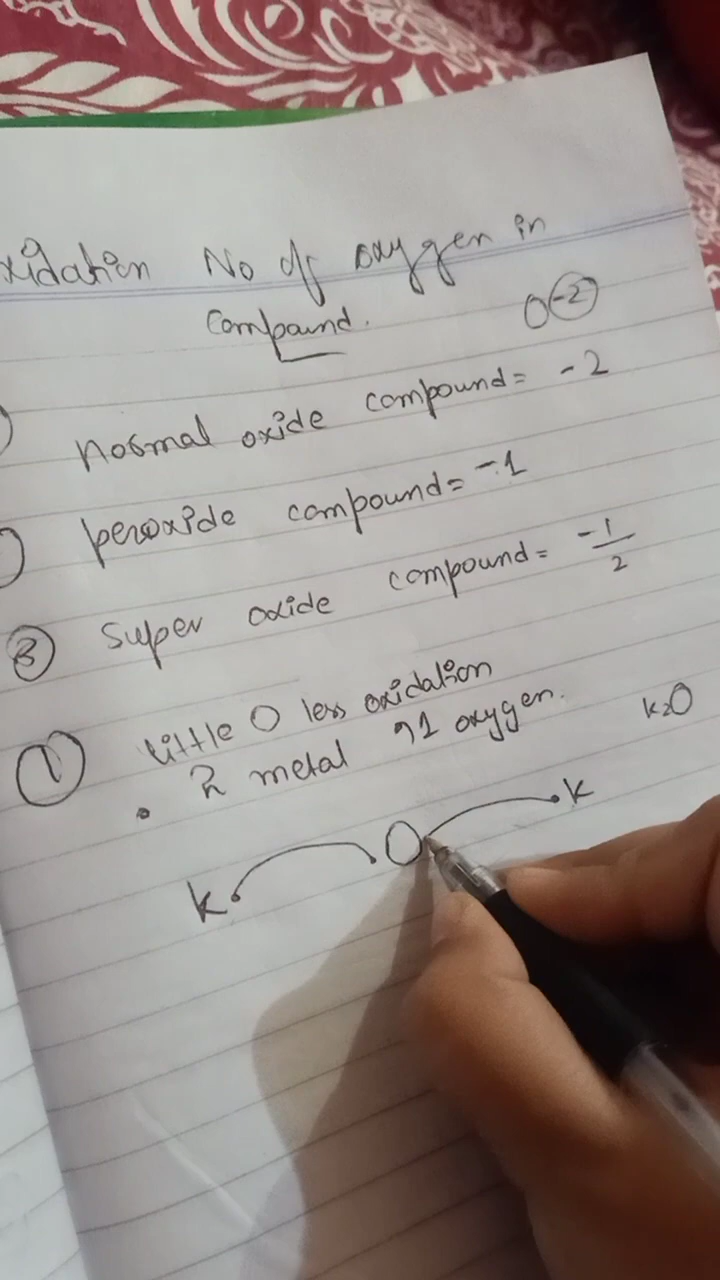 xidation No of oxygen in
Compound.
O -2
normal oxide compound = -2
peroxide compound = -1
③ Super oxide compound = -1/2
① little O less oxidation
• metal 1 oxygen.
K2O
K O K